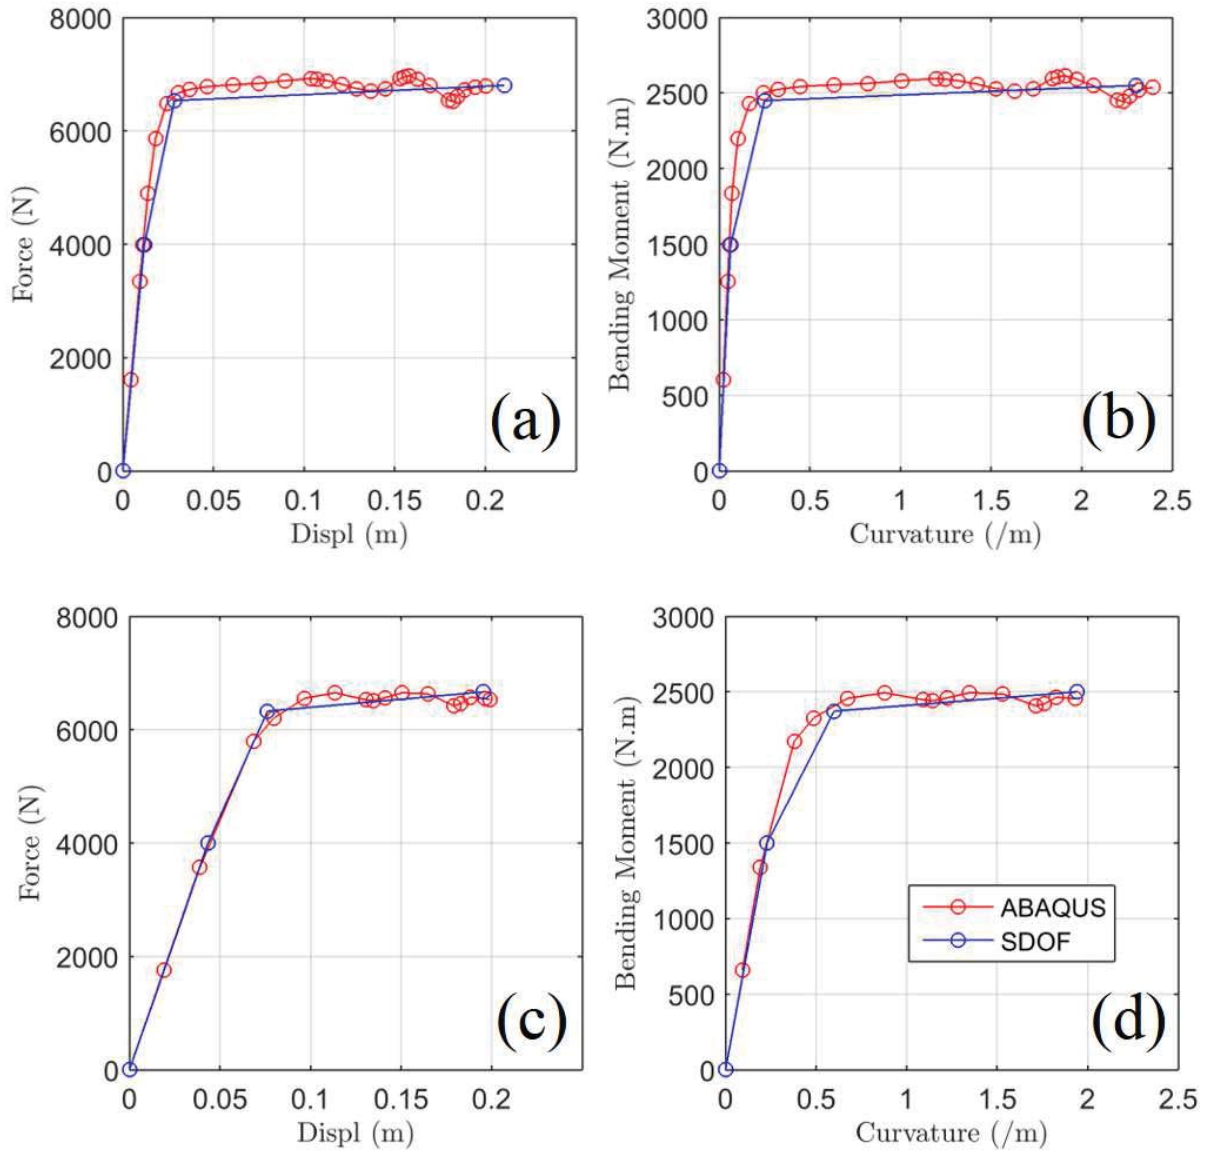 8000
6000
4000
2000
0
Force (N)
0 0.05 0.1 0.15 0.2
Displ (m)
(a)
3000
2500
2000
1500
1000
500
0
Bending Moment (N.m)
0 0.5 1 1.5 2 2.5
Curvature (/m)
(b)
8000
6000
4000
2000
0
Force (N)
0 0.05 0.1 0.15 0.2
Displ (m)
(c)
3000
2500
2000
1500
1000
500
0
Bending Moment (N.m)
0 0.5 1 1.5 2 2.5
Curvature (/m)
ABAQUS
SDOF
(d)